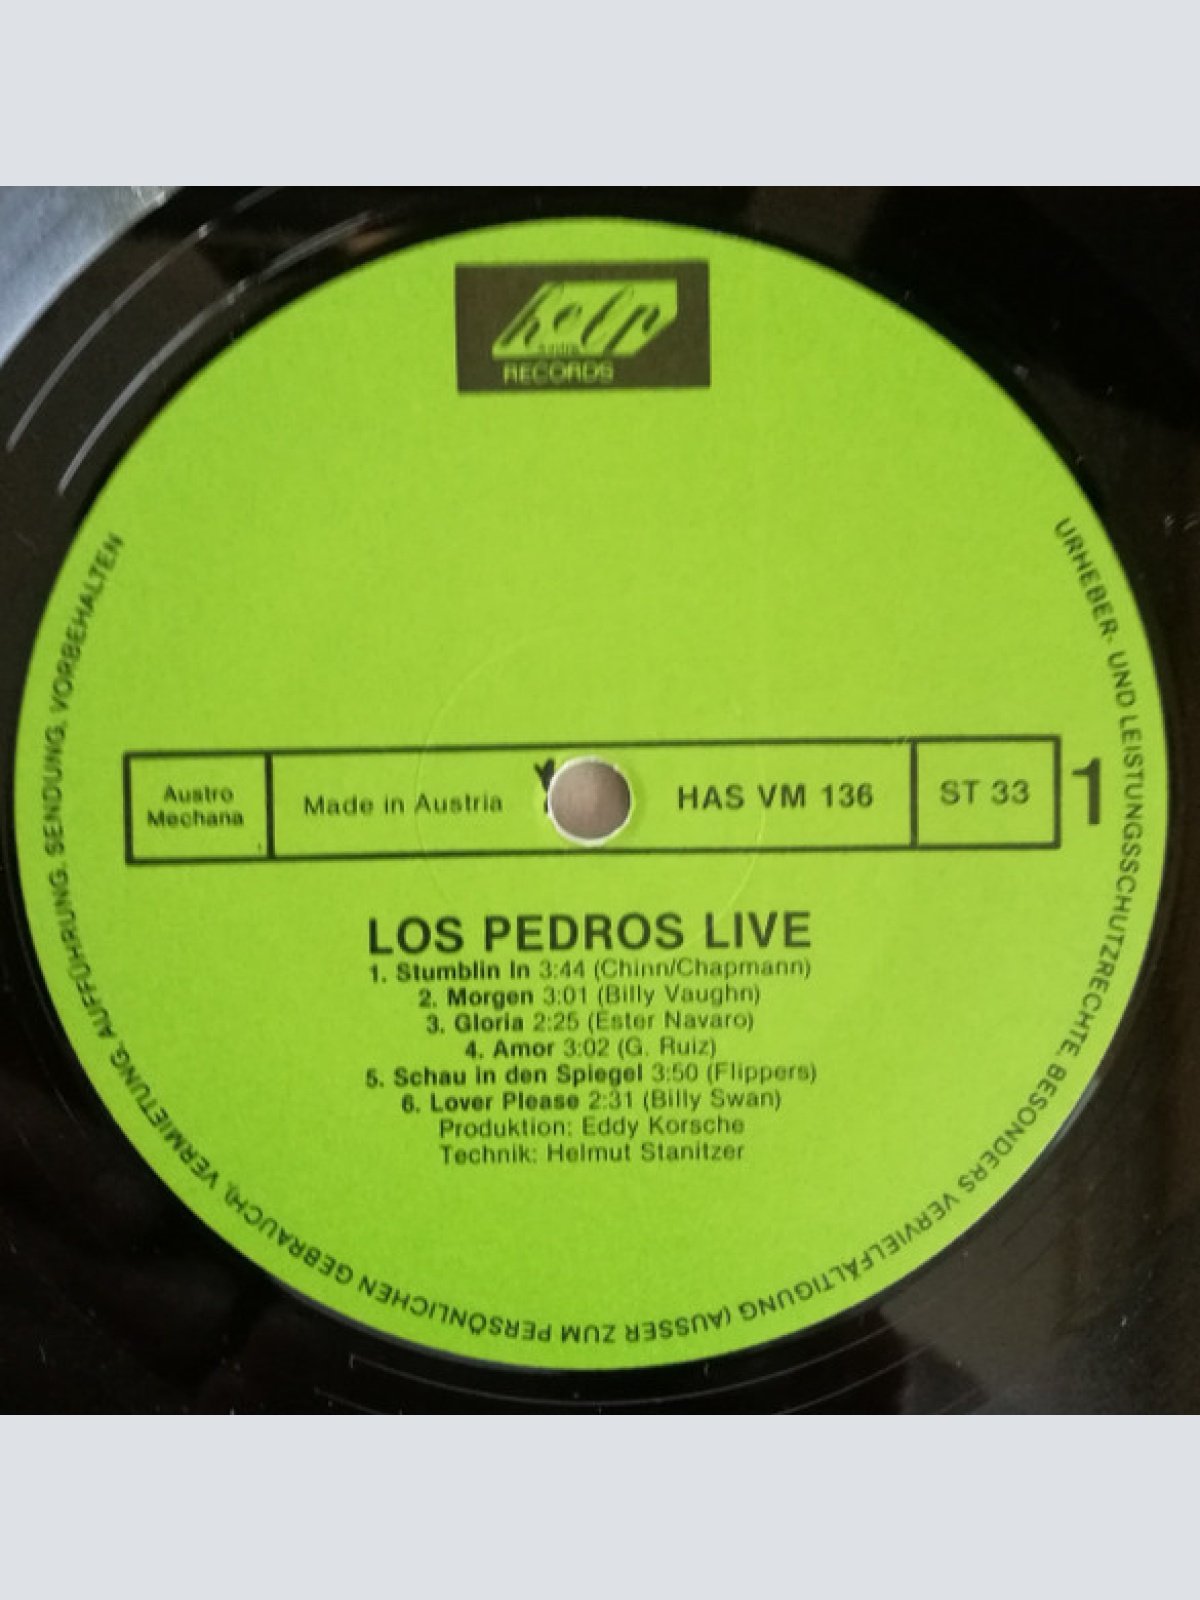 help
RECORDS
Austro
Mechana
Made in Austria
HAS VM 136
ST 33
1
LOS PEDROS LIVE
1. Stumblin In 3:44 (Chinn/Chapmann)
2. Morgen 3:01 (Billy Vaughn)
3. Gloria 2:25 (Ester Navaro)
4. Amor 3:02 (G. Ruiz)
5. Schau in den Spiegel 3:50 (Flippers)
6. Lover Please 2:31 (Billy Swan)
Produktion: Eddy Korsche
Technik: Helmut Stanitzer
URHEBER- UND LEISTUNGSSCHUTZRECHTE, BESONDERS VERVIELFÄLTIGUNG (AUSSER ZUM PERSÖNLICHEN GEBRAUCH), VERMIETUNG, AUFFÜHRUNG, SENDUNG, VORBEHALTEN